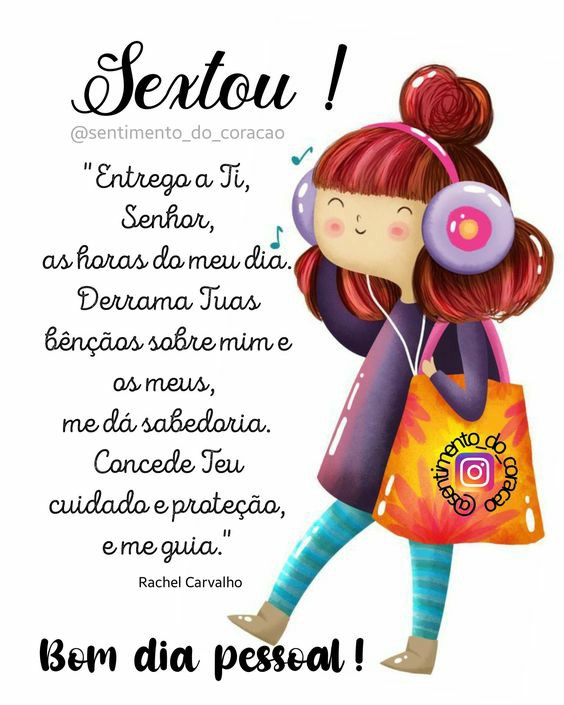 Sextou !
@sentimento_do_coracao
"Entrego a Ti,
Senhor,
as horas do meu dia.
Derrama Tuas
bênçãos sobre mim e
os meus,
me dá sabedoria.
Concede Teu
cuidado e proteção,
e me guia."
Rachel Carvalho
@sentimento_do_coracao
Bom dia pessoal !